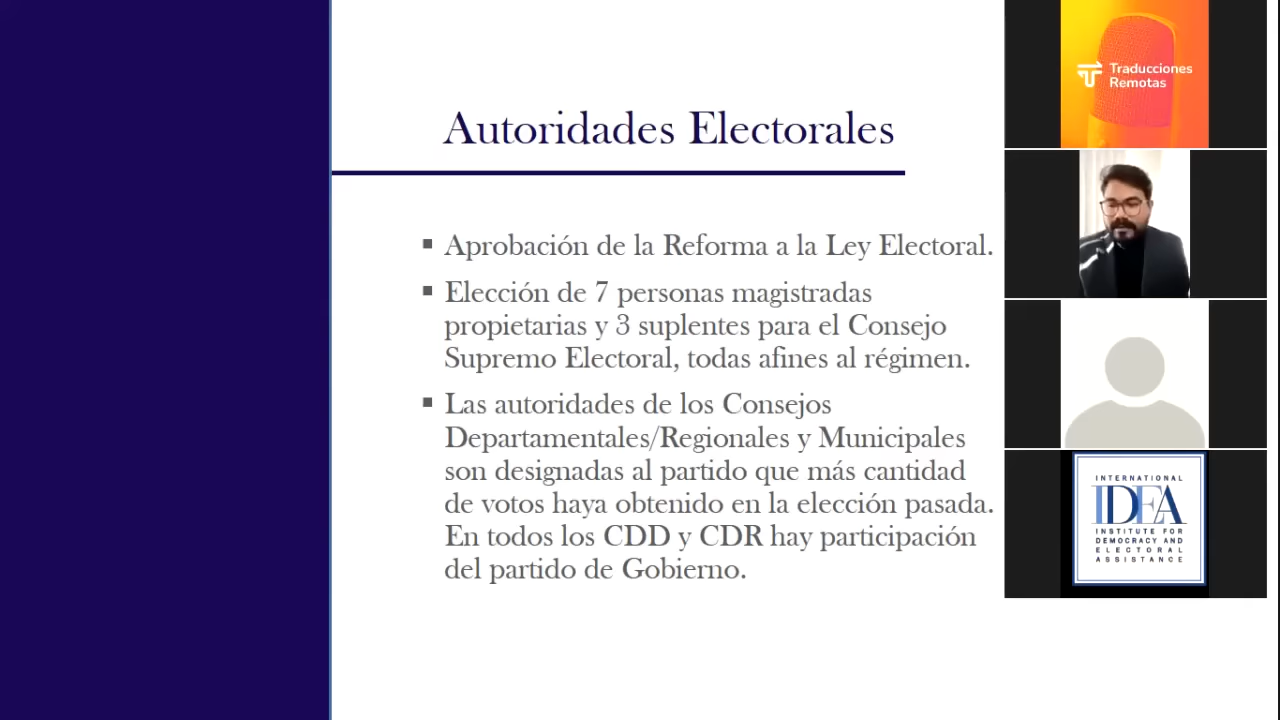 Autoridades Electorales
▪ Aprobación de la Reforma a la Ley Electoral.
▪ Elección de 7 personas magistradas
propietarias y 3 suplentes para el Consejo
Supremo Electoral, todas afines al régimen.
▪ Las autoridades de los Consejos
Departamentales/Regionales y Municipales
son designadas al partido que más cantidad
de votos haya obtenido en la elección pasada.
En todos los CDD y CDR hay participación
del partido de Gobierno.
Traducciones
Remotas
INTERNATIONAL
IDEA
INSTITUTE FOR
DEMOCRACY AND
ELECTORAL
ASSISTANCE